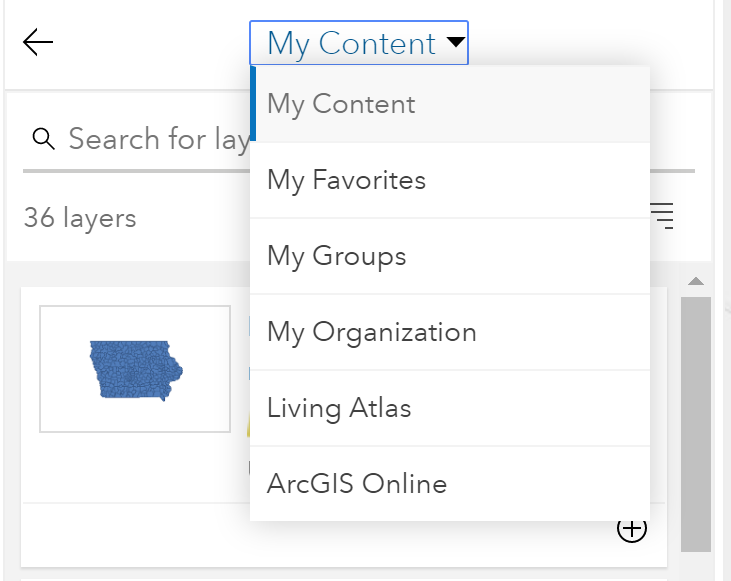 My Content
My Content
Search for lay
My Favorites
36 layers
My Groups
My Organization
Living Atlas
ArcGIS Online